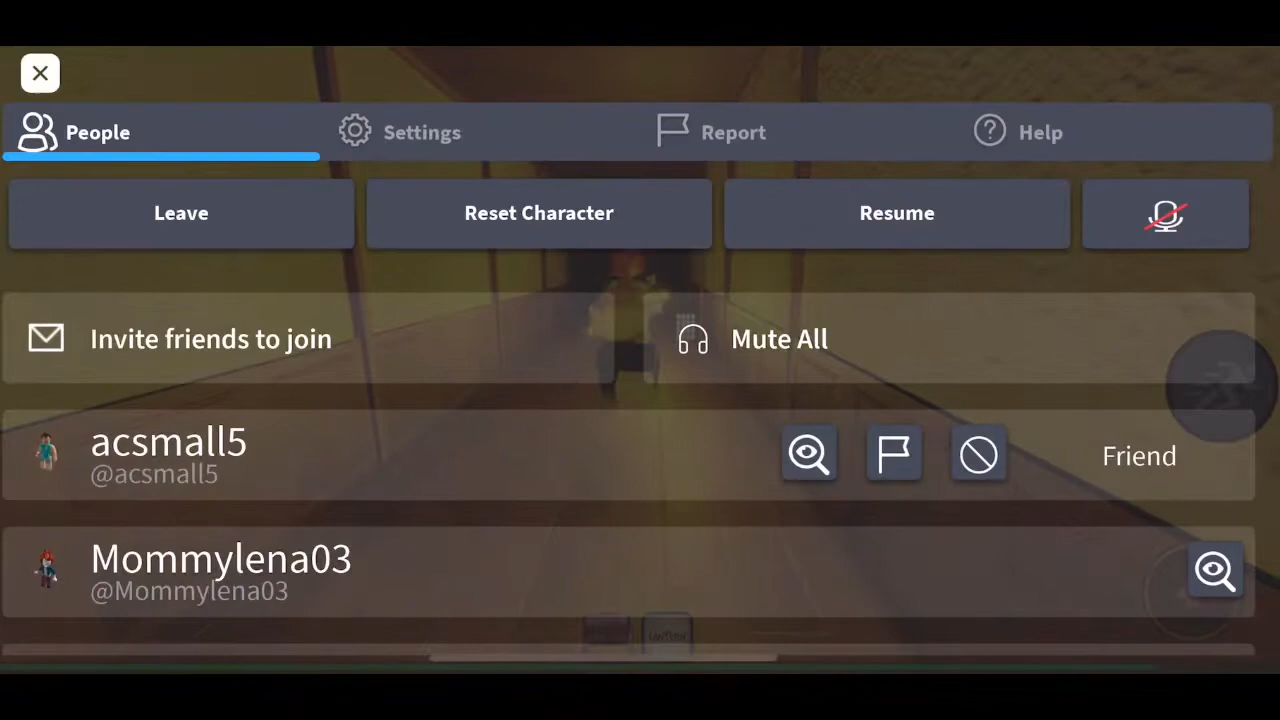 People
Settings
Report
Help
Leave
Reset Character
Resume
Invite friends to join
Mute All
acsmall5
@acsmall5
Friend
Mommylena03
@Mommylena03